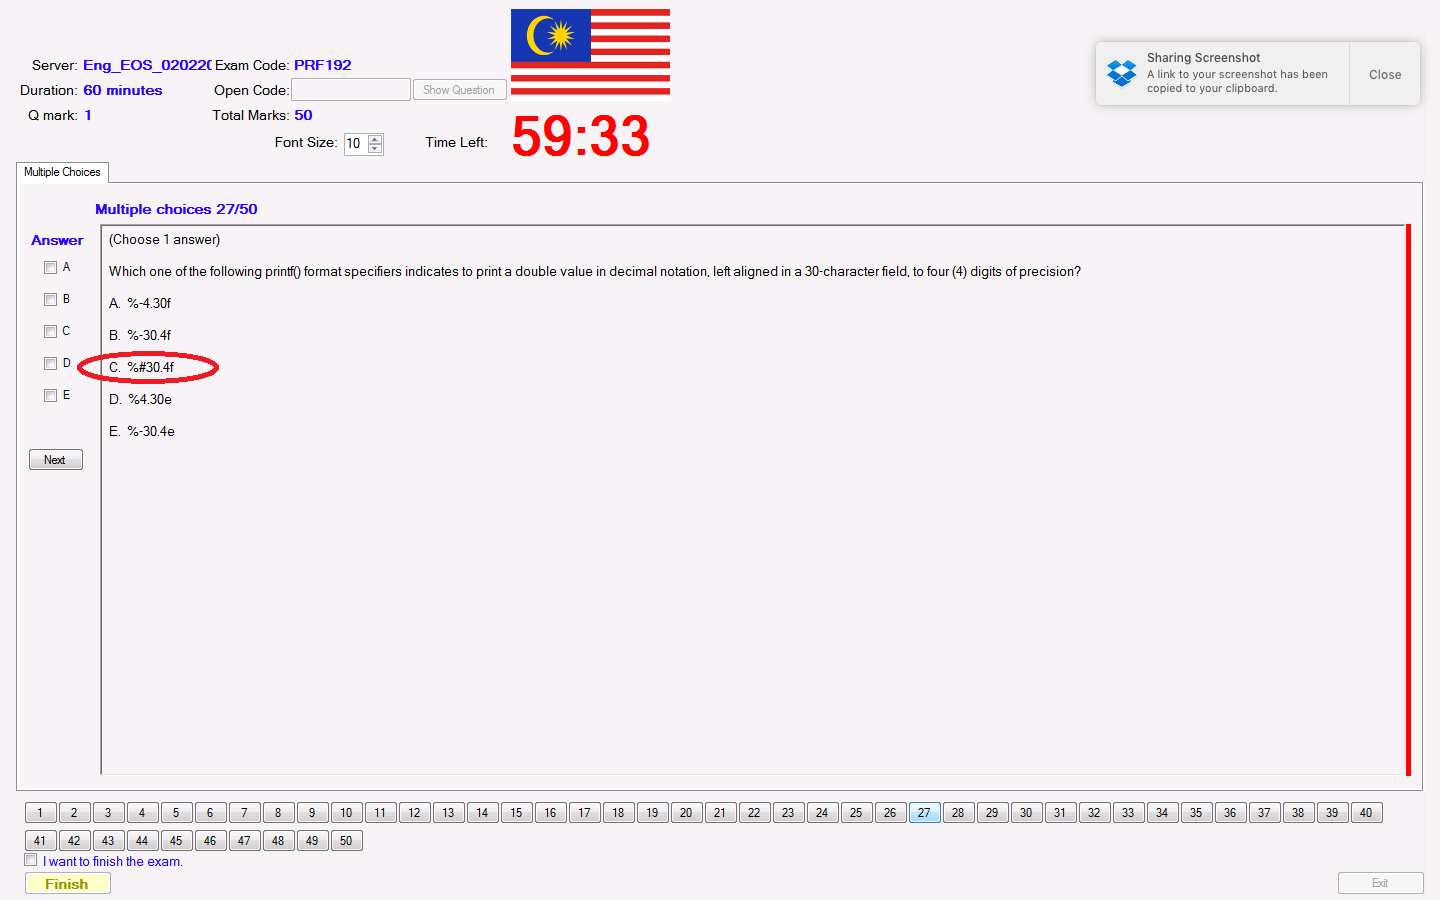 Server: Eng_EOS_020220 Exam Code: PRF192
Duration: 60 minutes Open Code: Show Question
Q mark: 1 Total Marks: 50
Font Size: 10 Time Left: 59:33
Sharing Screenshot
A link to your screenshot has been
copied to your clipboard.
Close
Multiple Choices
Multiple choices 27/50
Answer
A
B
C
D
E
Next
(Choose 1 answer)
Which one of the following printf() format specifiers indicates to print a double value in decimal notation, left aligned in a 30-character field, to four (4) digits of precision?
A. %-4.30f
B. %-30.4f
C. %#30.4f
D. %4.30e
E. %-30.4e
1 2 3 4 5 6 7 8 9 10 11 12 13 14 15 16 17 18 19 20 21 22 23 24 25 26 27 28 29 30 31 32 33 34 35 36 37 38 39 40
41 42 43 44 45 46 47 48 49 50
I want to finish the exam.
Finish
Exit